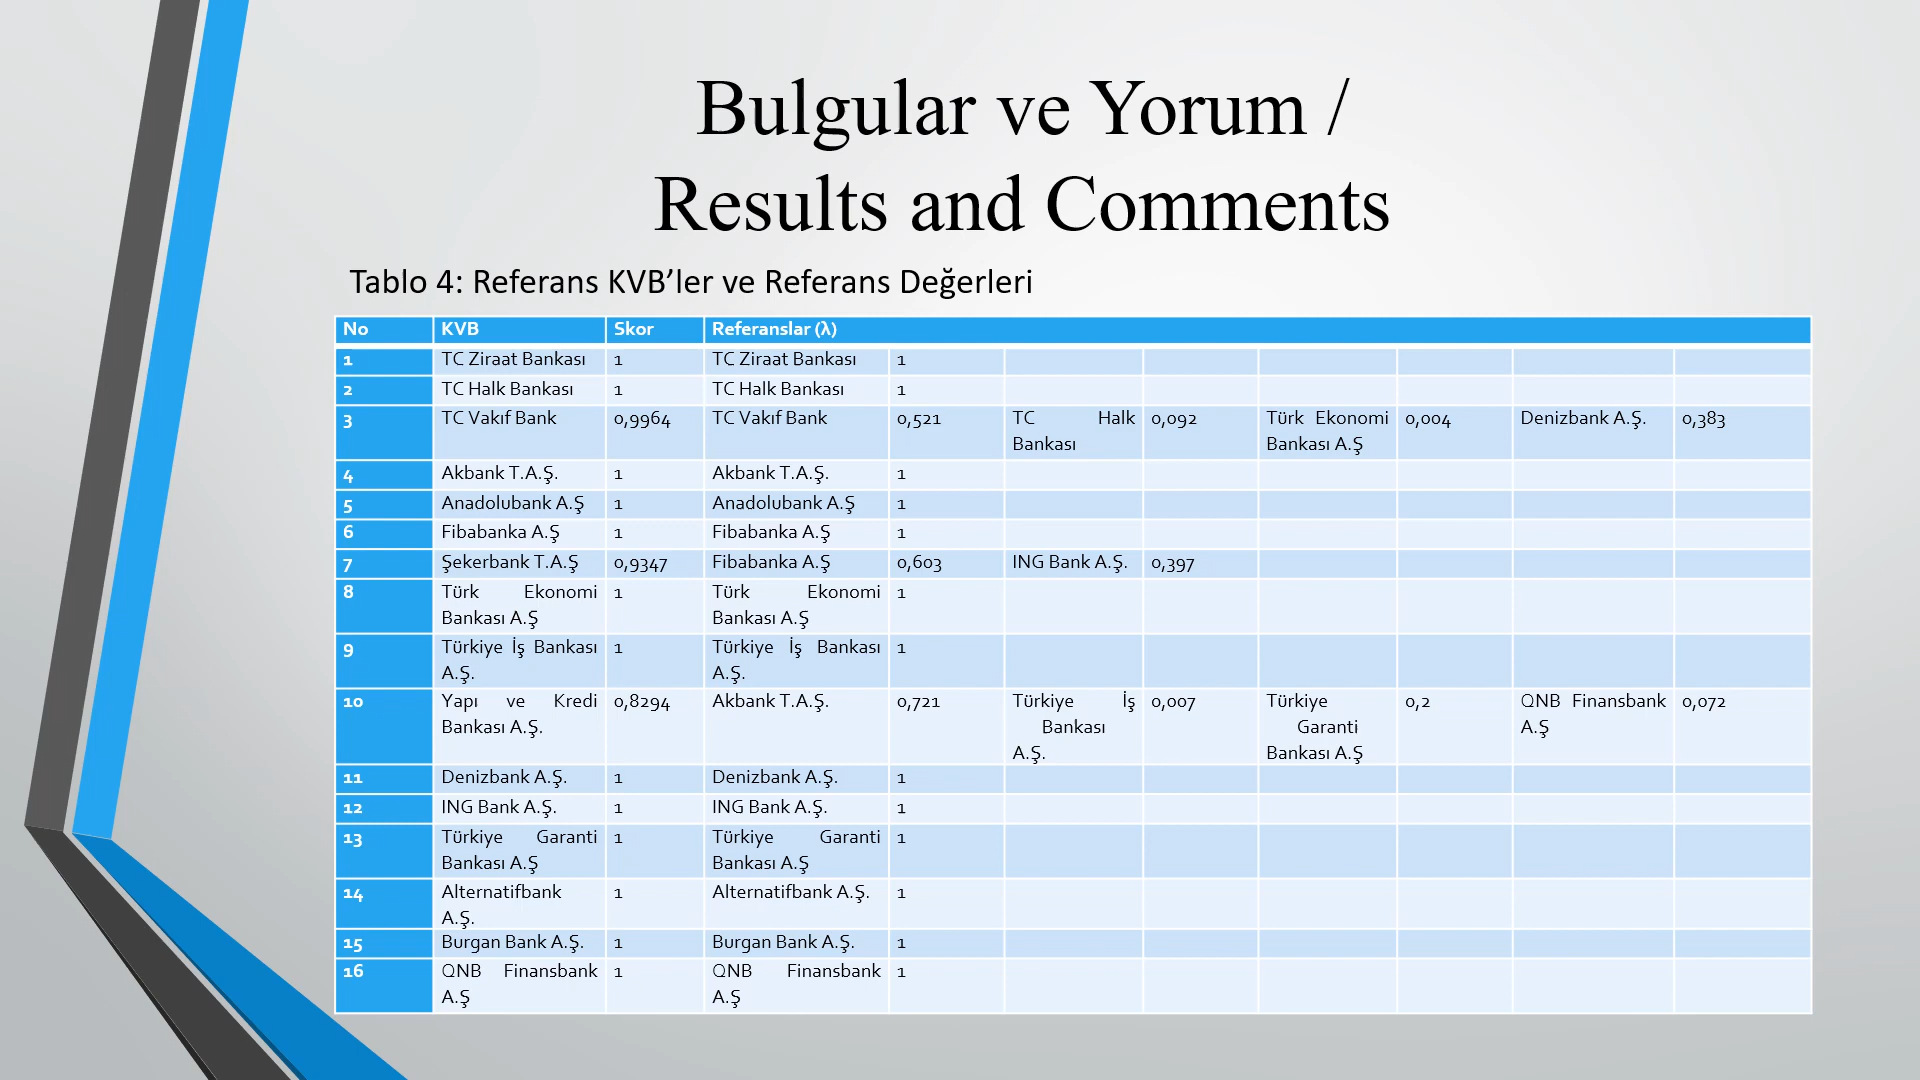 Bulgular ve Yorum /
Results and Comments
Tablo 4: Referans KVB’ler ve Referans Değerleri
No KVB Skor Referanslar (λ)
1 TC Ziraat Bankası 1 TC Ziraat Bankası 1
2 TC Halk Bankası 1 TC Halk Bankası 1
3 TC Vakıf Bank 0,9964 TC Vakıf Bank 0,521 TC Halk 0,092 Türk Ekonomi 0,004 Denizbank A.Ş. 0,383
Bankası Bankası A.Ş
4 Akbank T.A.Ş. 1 Akbank T.A.Ş. 1
5 Anadolubank A.Ş 1 Anadolubank A.Ş 1
6 Fibabanka A.Ş 1 Fibabanka A.Ş 1
7 Şekerbank T.A.Ş 0,9347 Fibabanka A.Ş 0,603 ING Bank A.Ş. 0,397
8 Türk Ekonomi 1 Türk Ekonomi 1
Bankası A.Ş Bankası A.Ş
9 Türkiye İş Bankası 1 Türkiye İş Bankası 1
A.Ş. A.Ş.
10 Yapı ve Kredi 0,8294 Akbank T.A.Ş. 0,721 Türkiye İş 0,007 Türkiye 0,2 QNB Finansbank 0,072
Bankası A.Ş. Bankası Garanti A.Ş
A.Ş. Bankası A.Ş
11 Denizbank A.Ş. 1 Denizbank A.Ş. 1
12 ING Bank A.Ş. 1 ING Bank A.Ş. 1
13 Türkiye Garanti 1 Türkiye Garanti 1
Bankası A.Ş Bankası A.Ş
14 Alternatifbank 1 Alternatifbank A.Ş. 1
A.Ş.
15 Burgan Bank A.Ş. 1 Burgan Bank A.Ş. 1
16 QNB Finansbank 1 QNB Finansbank 1
A.Ş A.Ş